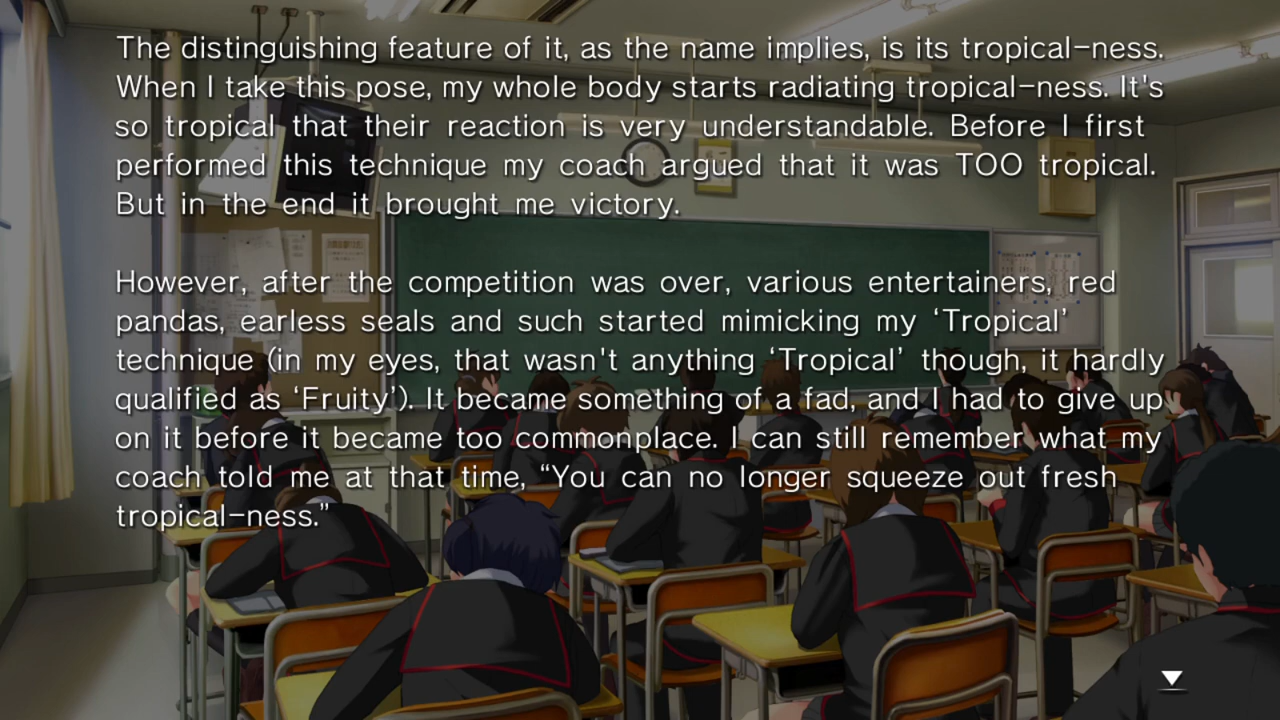 The distinguishing feature of it, as the name implies, is its tropical-ness.
When I take this pose, my whole body starts radiating tropical-ness. It's
so tropical that their reaction is very understandable. Before I first
performed this technique my coach argued that it was TOO tropical.
But in the end it brought me victory.
However, after the competition was over, various entertainers, red
pandas, earless seals and such started mimicking my ‘Tropical’
technique (in my eyes, that wasn't anything ‘Tropical’ though, it hardly
qualified as ‘Fruity’). It became something of a fad, and I had to give up
on it before it became too commonplace. I can still remember what my
coach told me at that time, “You can no longer squeeze out fresh
tropical-ness.”